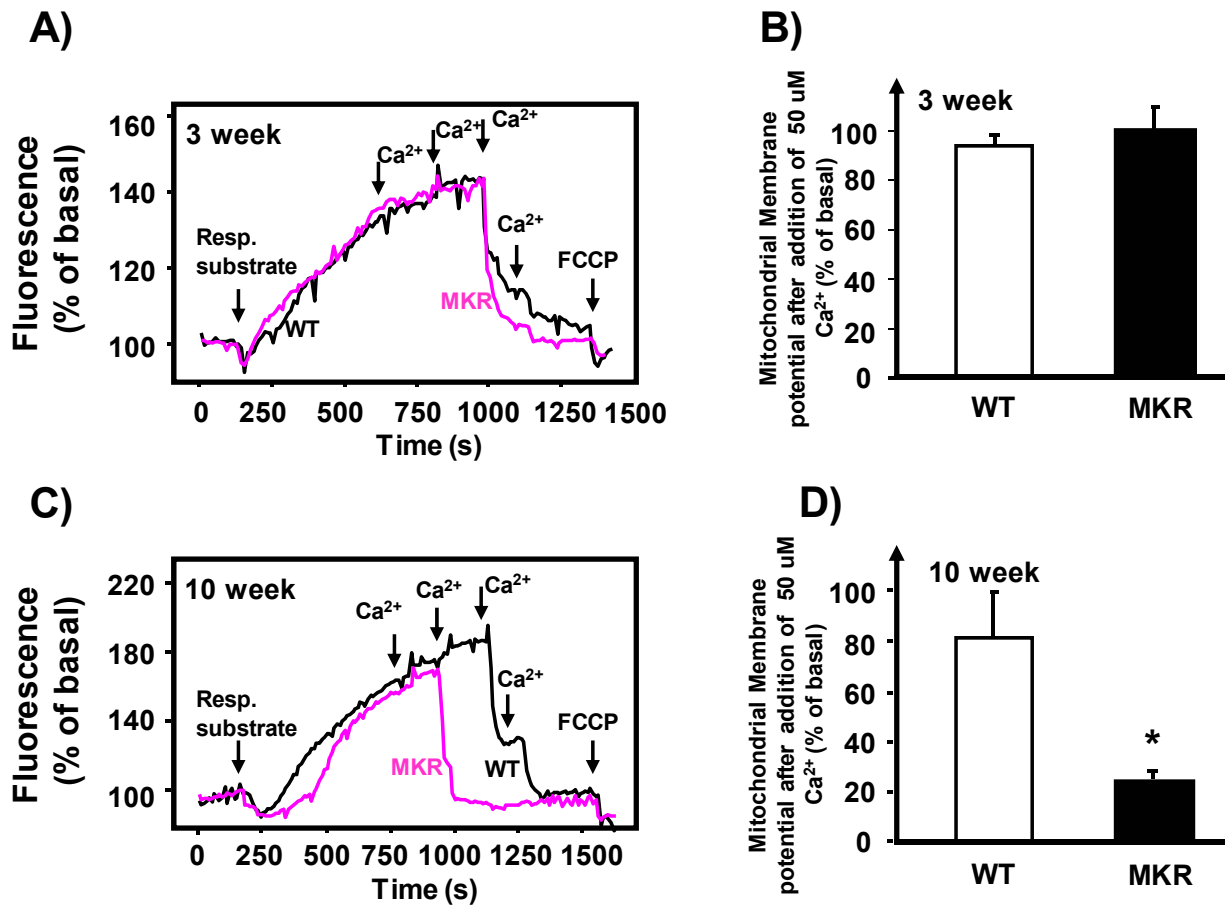 A)
Fluorescence
(% of basal)
160
140
120
100
3 week
Resp.
substrate
Ca²⁺
Ca²⁺
Ca²⁺
Ca²⁺
FCCP
WT
MKR
0 250 500 750 1000 1250 1500
Time (s)
B)
Mitochondrial Membrane
potential after addition of 50 uM
Ca²⁺ (% of basal)
3 week
100
80
60
40
20
0
WT MKR
C)
Fluorescence
(% of basal)
220
180
140
100
10 week
Resp.
substrate
Ca²⁺
Ca²⁺
Ca²⁺
Ca²⁺
FCCP
MKR
WT
0 250 500 750 1000 1250 1500
Time (s)
D)
Mitochondrial Membrane
potential after addition of 50 uM
Ca²⁺ (% of basal)
10 week
100
80
60
40
20
0
*
WT MKR